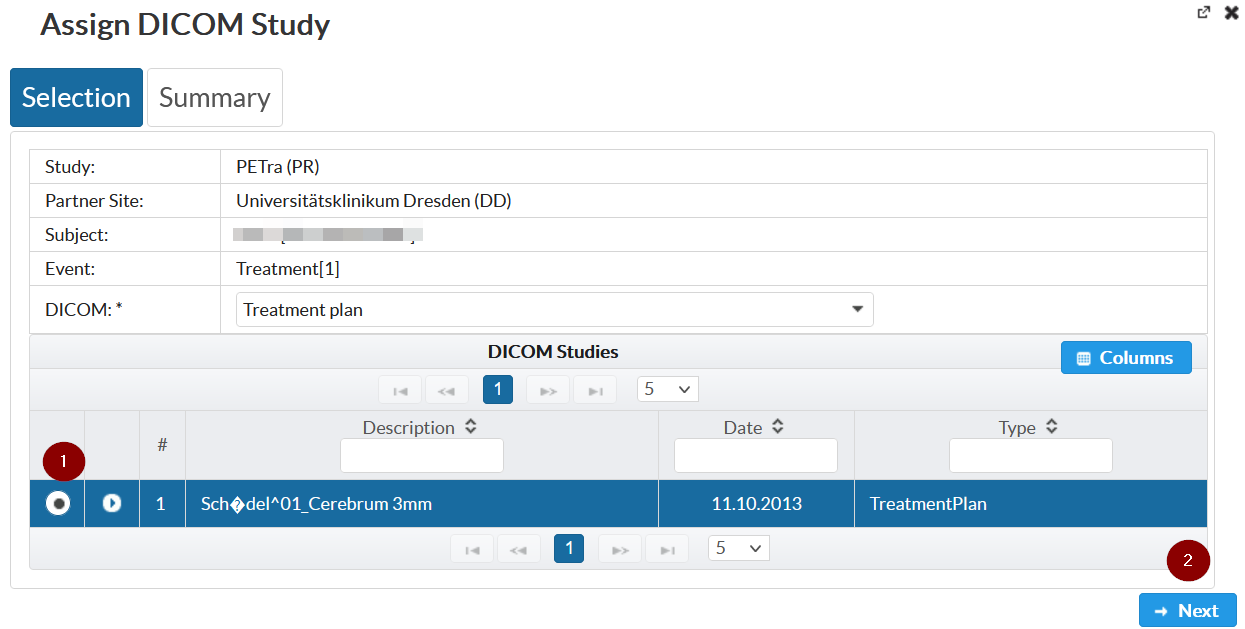 Assign DICOM Study
Selection
Summary
Study: PETra (PR)
Partner Site: Universitätsklinikum Dresden (DD)
Subject:
Event: Treatment[1]
DICOM: * Treatment plan
DICOM Studies
Columns
1 5
# Description Date Type
1
1 Sch�del^01_Cerebrum 3mm 11.10.2013 TreatmentPlan
1 5
2
Next